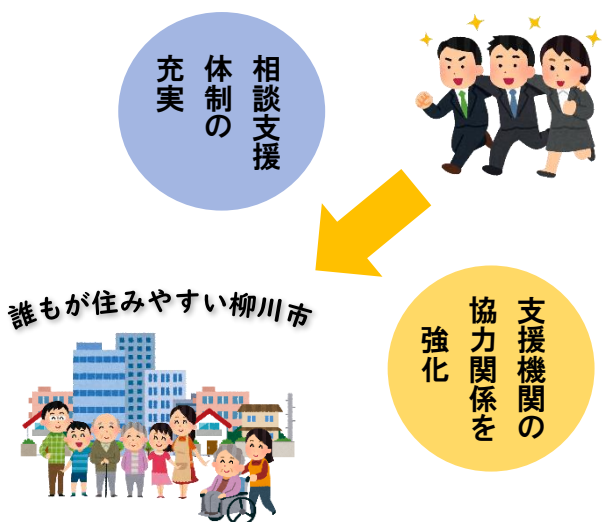 相談支援
体制の
充実
支援機関の
協力関係を
強化
誰もが住みやすい柳川市